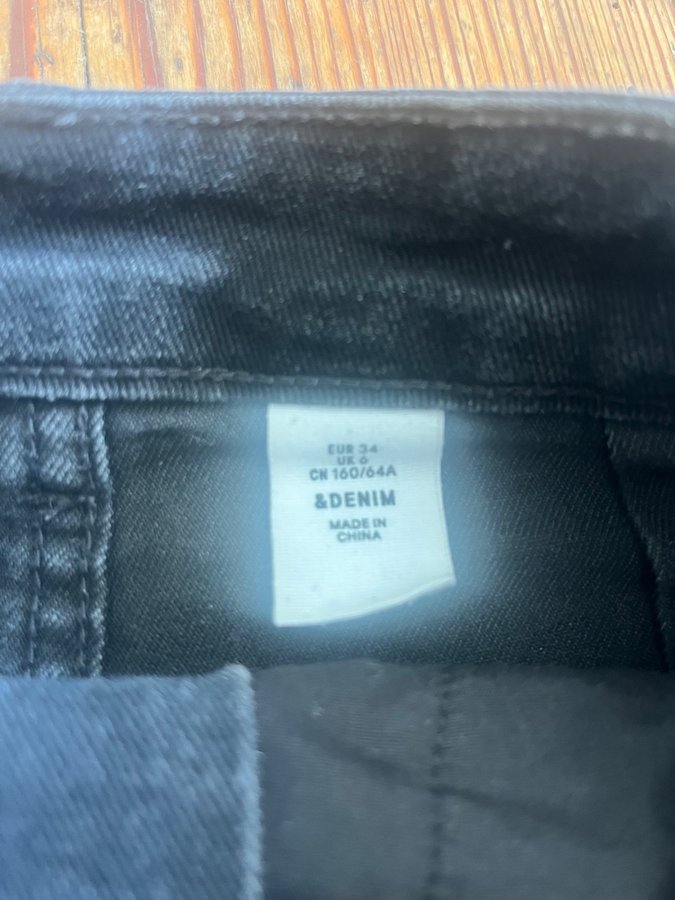 EUR 34
UK 6
CN 160/64A
&DENIM
MADE IN
CHINA